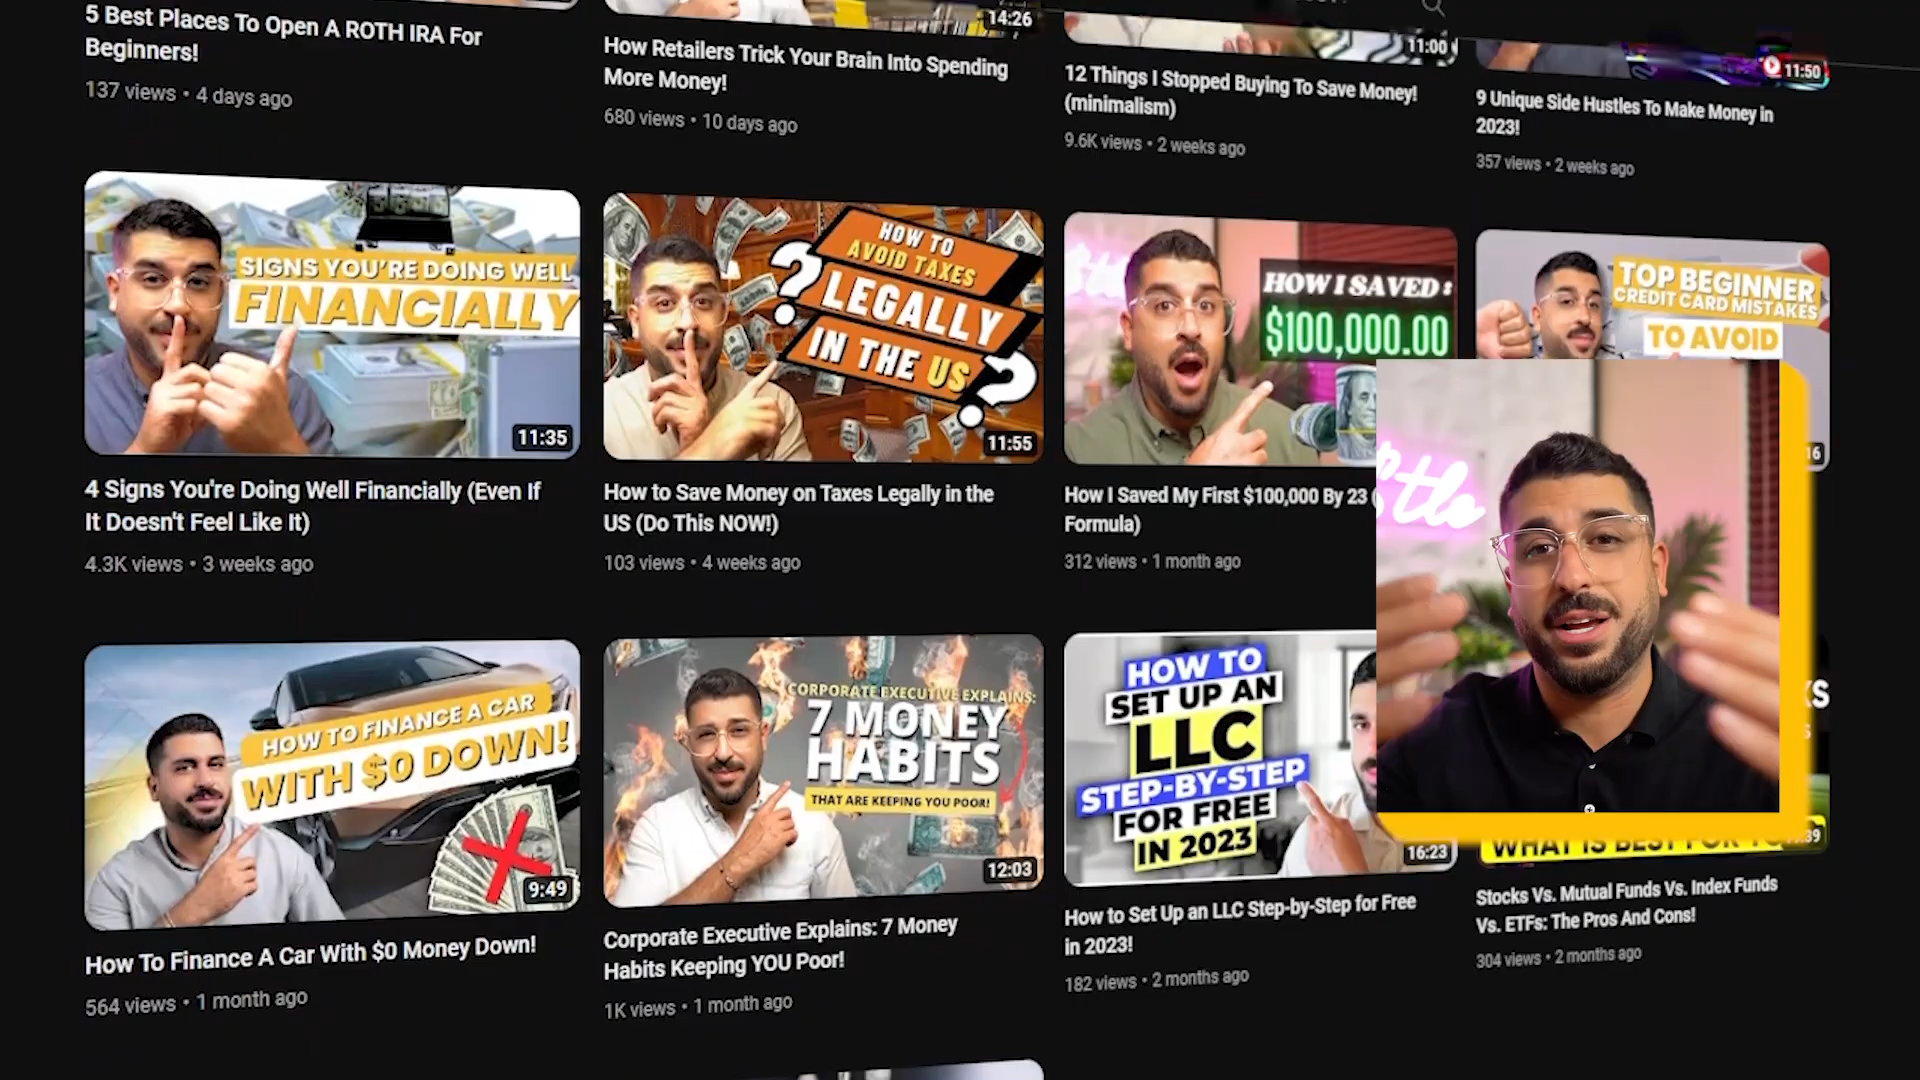 5 Best Places To Open A ROTH IRA For
Beginners!
137 views • 4 days ago
14:26
How Retailers Trick Your Brain Into Spending
More Money!
680 views • 10 days ago
11:00
12 Things I Stopped Buying To Save Money!
(minimalism)
9.6K views • 2 weeks ago
11:50
9 Unique Side Hustles To Make Money in
2023!
357 views • 2 weeks ago
SIGNS YOU'RE DOING WELL
FINANCIALLY
11:35
4 Signs You're Doing Well Financially (Even If
It Doesn't Feel Like It)
4.3K views • 3 weeks ago
HOW TO
AVOID TAXES
LEGALLY
IN THE US
? ?
11:55
How to Save Money on Taxes Legally in the
US (Do This NOW!)
103 views • 4 weeks ago
HOW I SAVED :
$100,000.00
How I Saved My First $100,000 By 23 (
Formula)
312 views • 1 month ago
TOP BEGINNER
CREDIT CARD MISTAKES
TO AVOID
16
stle
HOW TO FINANCE A CAR
WITH $0 DOWN!
9:49
How To Finance A Car With $0 Money Down!
564 views • 1 month ago
CORPORATE EXECUTIVE EXPLAINS:
7 MONEY
HABITS
THAT ARE KEEPING YOU POOR!
12:03
Corporate Executive Explains: 7 Money
Habits Keeping YOU Poor!
1K views • 1 month ago
HOW TO
SET UP AN
LLC
STEP-BY-STEP
FOR FREE
IN 2023
16:23
How to Set Up an LLC Step-by-Step for Free
in 2023!
182 views • 2 months ago
KS
WHAT IS BEST FOR YO
39
Stocks Vs. Mutual Funds Vs. Index Funds
Vs. ETFs: The Pros And Cons!
304 views • 2 months ago